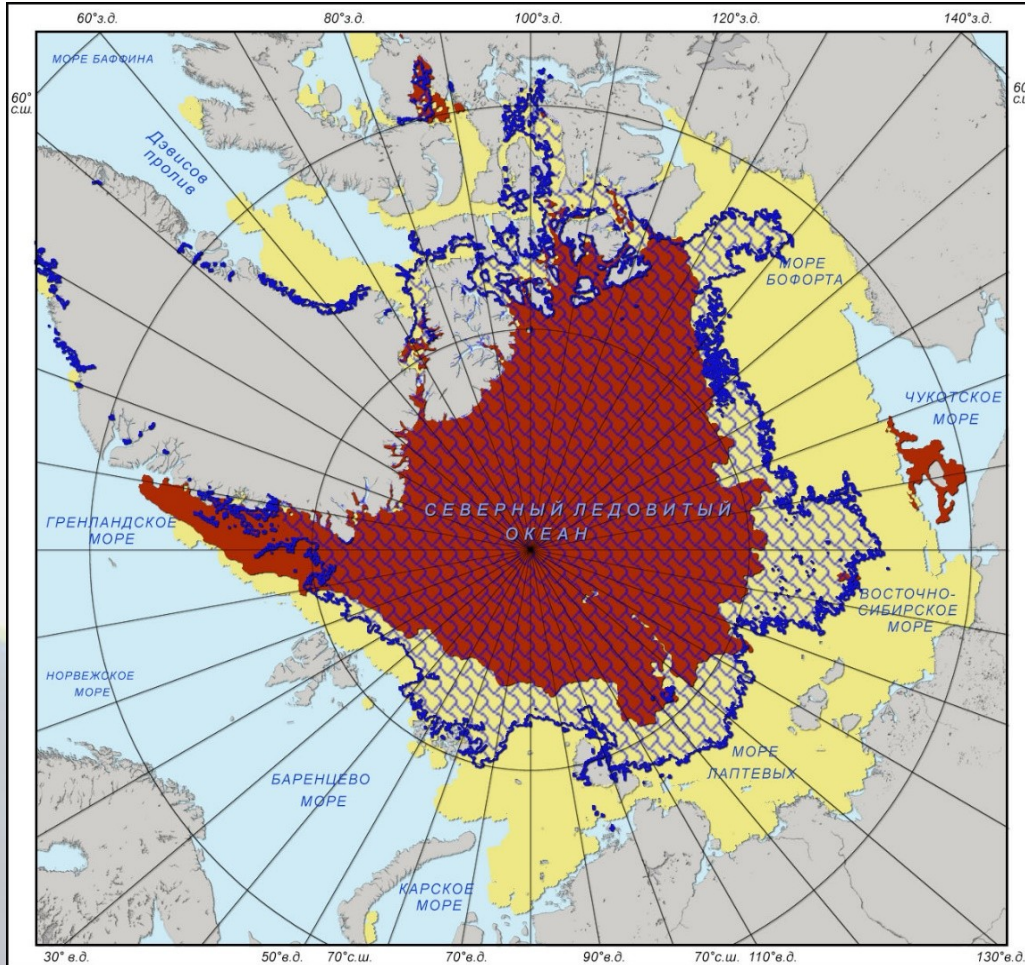 60°з.д.
80°з.д.
100°з.д.
120°з.д.
140°з.д.
МОРЕ БАФФИНА
60°
с.ш.
60°
с.ш.
Дэвисов
пролив
МОРЕ
БОФОРТА
ЧУКОТСКОЕ
МОРЕ
СЕВЕРНЫЙ ЛЕДОВИТЫЙ
ОКЕАН
ГРЕНЛАНДСКОЕ
МОРЕ
ВОСТОЧНО-
СИБИРСКОЕ
МОРЕ
НОРВЕЖСКОЕ
МОРЕ
МОРЕ
ЛАПТЕВЫХ
БАРЕНЦЕВО
МОРЕ
КАРСКОЕ
МОРЕ
30° в.д.
50°в.д.
70°с.ш.
70°в.д.
90°в.д.
70°с.ш.
110°в.д.
130°в.д.